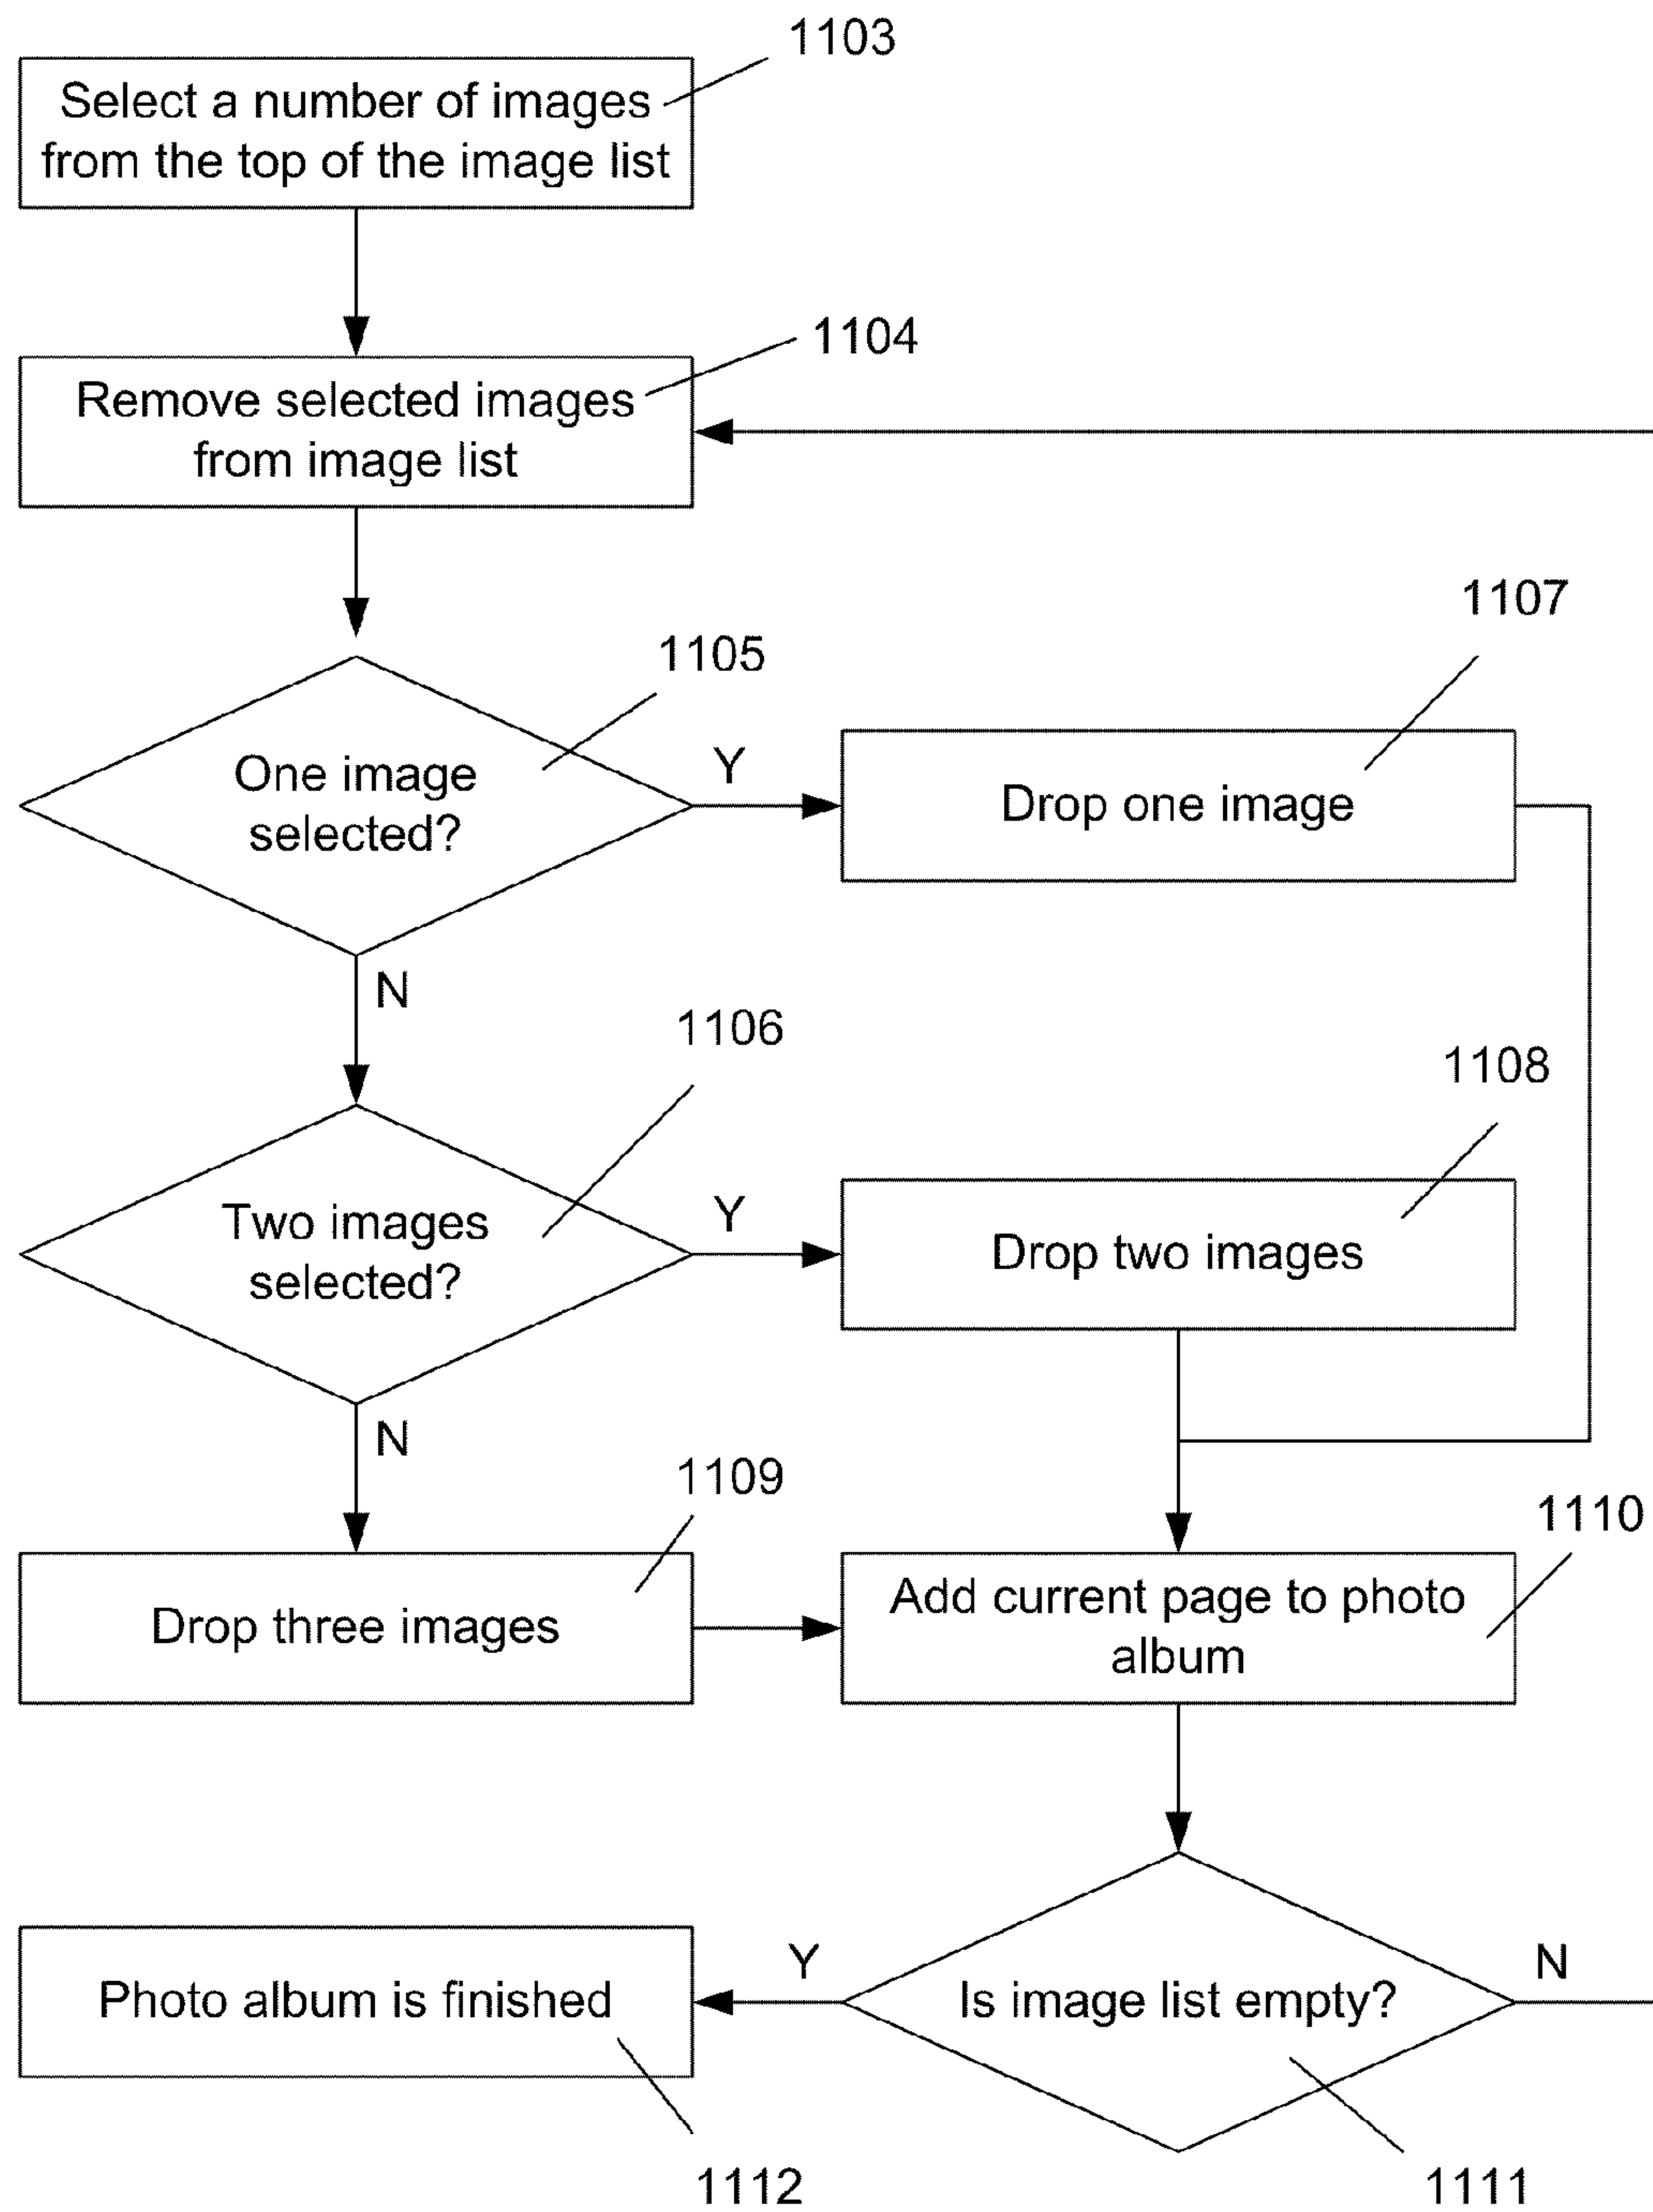 1103
Select a number of images
from the top of the image list
1104
Remove selected images
from image list
1105
One image
selected?
Y
N
1107
Drop one image
1106
Two images
selected?
Y
N
1108
Drop two images
1109
Drop three images
1110
Add current page to photo
album
Is image list empty?
Y
N
1111
Photo album is finished
1112